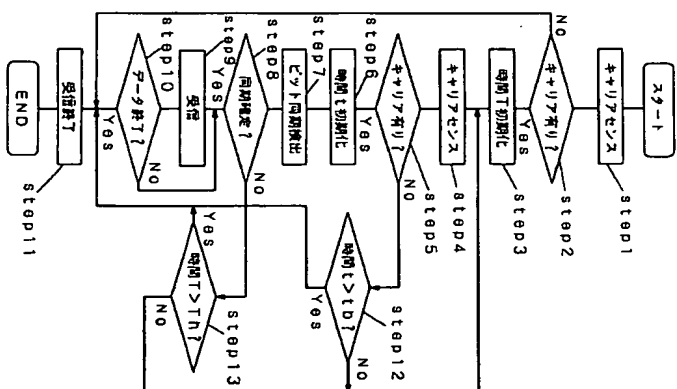 スタート
キャリアセンス
step1
キャリア有り?
step2
No
Yes
時間T初期化
step3
キャリアセンス
step4
キャリア有り?
step5
No
Yes
時間t初期化
step6
時間t>tb?
step12
No
Yes
ビット同期検出
step7
同期確定?
step8
No
Yes
受信
step9
時間T>Th?
step13
No
Yes
データ終了?
step10
No
Yes
受信終了
step11
END